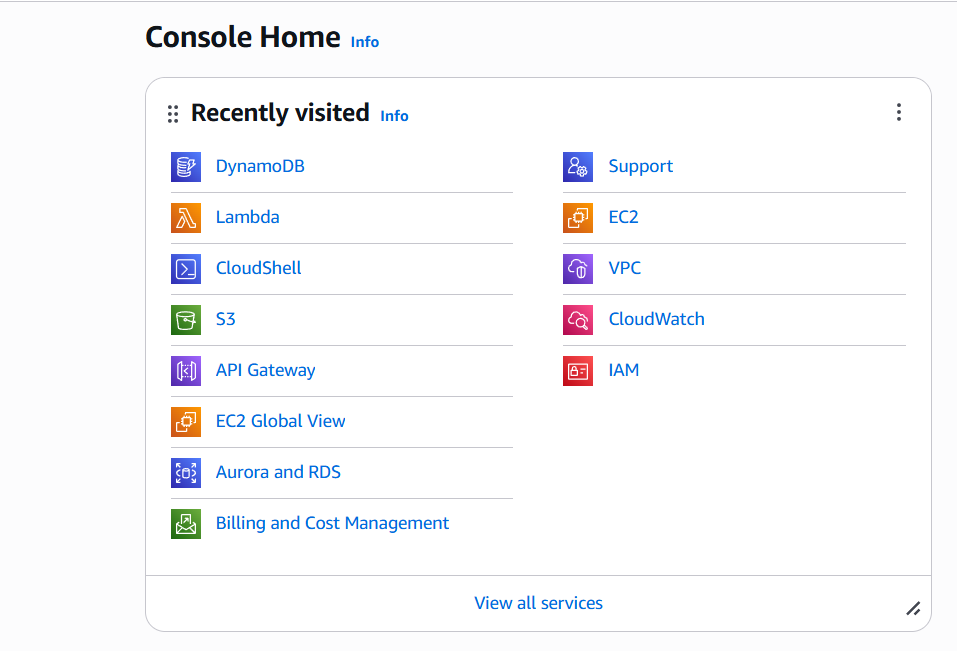 Console Home Info
Recently visited Info
DynamoDB
Lambda
CloudShell
S3
API Gateway
EC2 Global View
Aurora and RDS
Billing and Cost Management
Support
EC2
VPC
CloudWatch
IAM
View all services